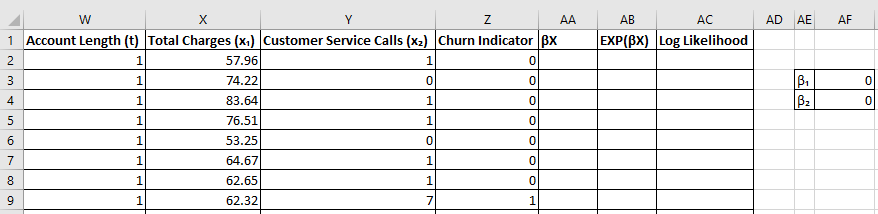 W X Y Z AA AB AC AD AE AF
1 Account Length (t) Total Charges (x₁) Customer Service Calls (x₂) Churn Indicator βX EXP(βX) Log Likelihood
2 1 57.96 1 0
3 1 74.22 0 0 β₁ 0
4 1 83.64 1 0 β₂ 0
5 1 76.51 1 0
6 1 53.25 0 0
7 1 64.67 1 0
8 1 62.65 1 0
9 1 62.32 7 1